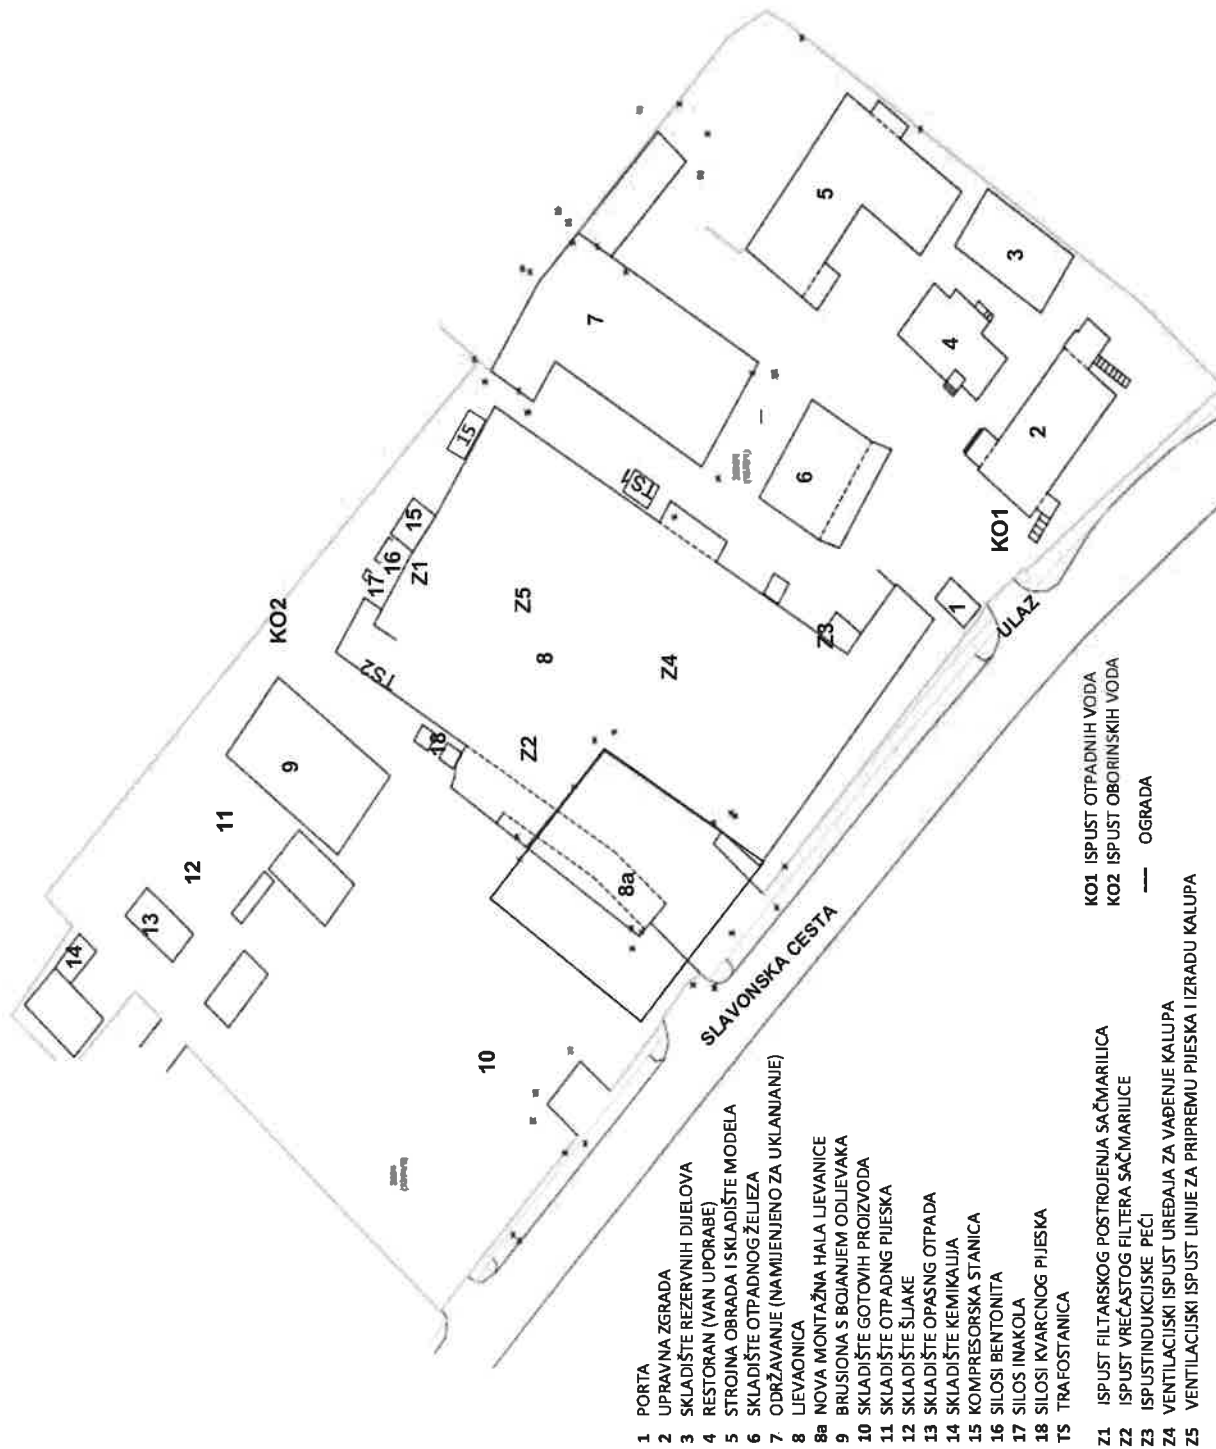 KO2
TS2
17
16
15
15
Z1
Z5
8
Z4
Z2
Z3
TS1
7
5
3
4
2
6
KO1
1
ULAZ
18
9
11
12
13
14
8a
10
SLAVONSKA CESTA
1 PORTA
2 UPRAVNA ZGRADA
3 SKLADIŠTE REZERVNIH DIJELOVA
4 RESTORAN (VAN UPORABE)
5 STROJNA OBRADA I SKLADIŠTE MODELA
6 SKLADIŠTE OTPADNOG ŽELJEZA
7 ODRŽAVANJE (NAMIJENJENO ZA UKLANJANJE)
8 LJEVAONICA
8a NOVA MONTAŽNA HALA LJEVANICE
9 BRUSIONA S BOJANJEM ODLJEVAKA
10 SKLADIŠTE GOTOVIH PROIZVODA
11 SKLADIŠTE OTPADNG PIJESKA
12 SKLADIŠTE ŠLJAKE
13 SKLADIŠTE OPASNG OTPADA
14 SKLADIŠTE KEMIKALIJA
15 KOMPRESORSKA STANICA
16 SILOSI BENTONITA
17 SILOS INAKOLA
18 SILOSI KVARCNOG PIJESKA
TS TRAFOSTANICA
Z1 ISPUST FILTARSKOG POSTROJENJA SAČMARILICA
Z2 ISPUST VREĆASTOG FILTERA SAČMARILICE
Z3 ISPUSTINDUKCIJSKE PEĆI
Z4 VENTILACIJSKI ISPUST UREĐAJA ZA VAĐENJE KALUPA
Z5 VENTILACIJSKI ISPUST LINIJE ZA PRIPREMU PIJESKA I IZRADU KALUPA
KO1 ISPUST OTPADNIH VODA
KO2 ISPUST OBORINSKIH VODA
OGRADA